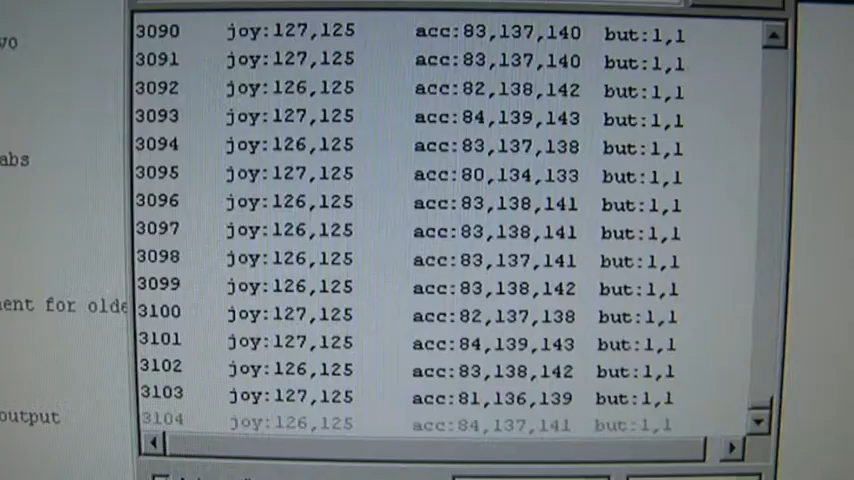 3090 joy:127,125 acc:83,137,140 but:1,1
3091 joy:127,125 acc:83,137,140 but:1,1
3092 joy:126,125 acc:82,138,142 but:1,1
3093 joy:127,125 acc:84,139,143 but:1,1
3094 joy:126,125 acc:83,137,138 but:1,1
3095 joy:127,125 acc:80,134,133 but:1,1
3096 joy:126,125 acc:83,138,141 but:1,1
3097 joy:126,125 acc:83,138,141 but:1,1
3098 joy:126,125 acc:83,137,141 but:1,1
3099 joy:126,125 acc:83,138,142 but:1,1
3100 joy:127,125 acc:82,137,138 but:1,1
3101 joy:127,125 acc:84,139,143 but:1,1
3102 joy:126,125 acc:83,138,142 but:1,1
3103 joy:127,125 acc:81,136,139 but:1,1
3104 joy:126,125 acc:84,137,141 but:1,1
vo
abs
ent for olde
output